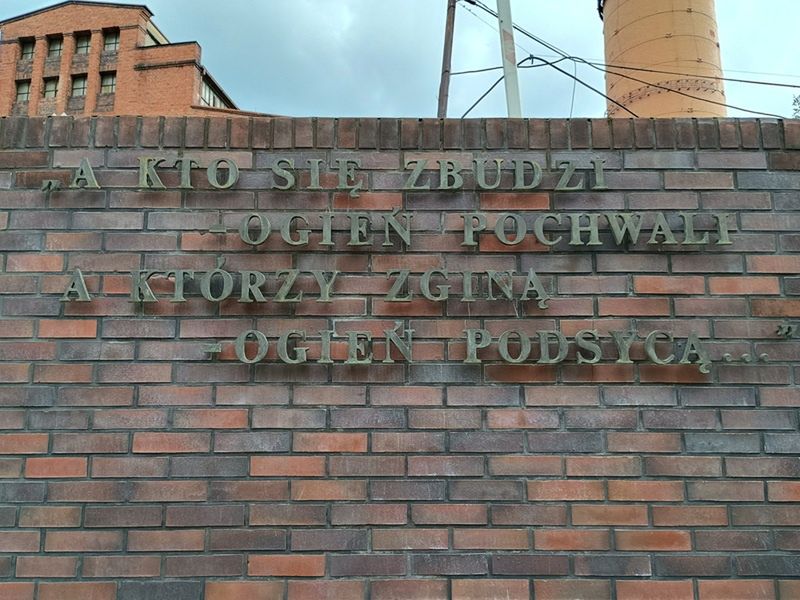 „A KTO SIĘ ZBUDZI
-OGIEŃ POCHWALI
A KTÓRZY ZGINĄ
-OGIEŃ PODSYCĄ..."